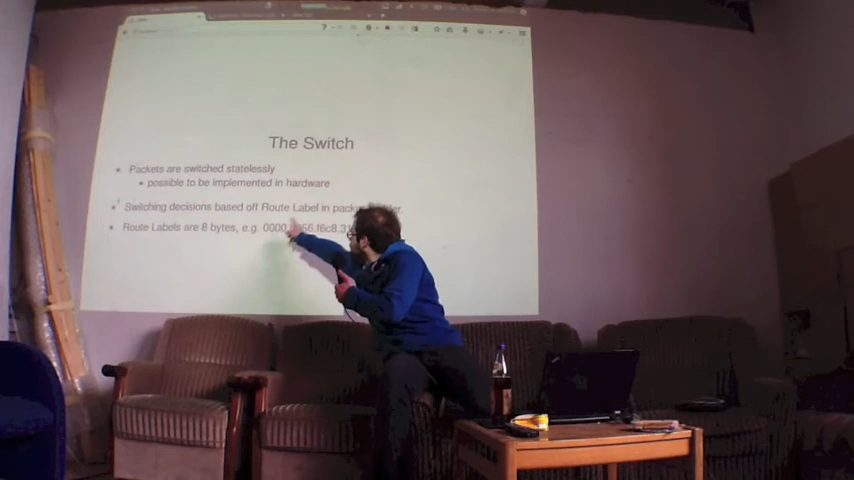 The Switch
Packets are switched statelessly
possible to be implemented in hardware
Switching decisions based off Route Label in
Route Labels are 8 bytes, e.g.